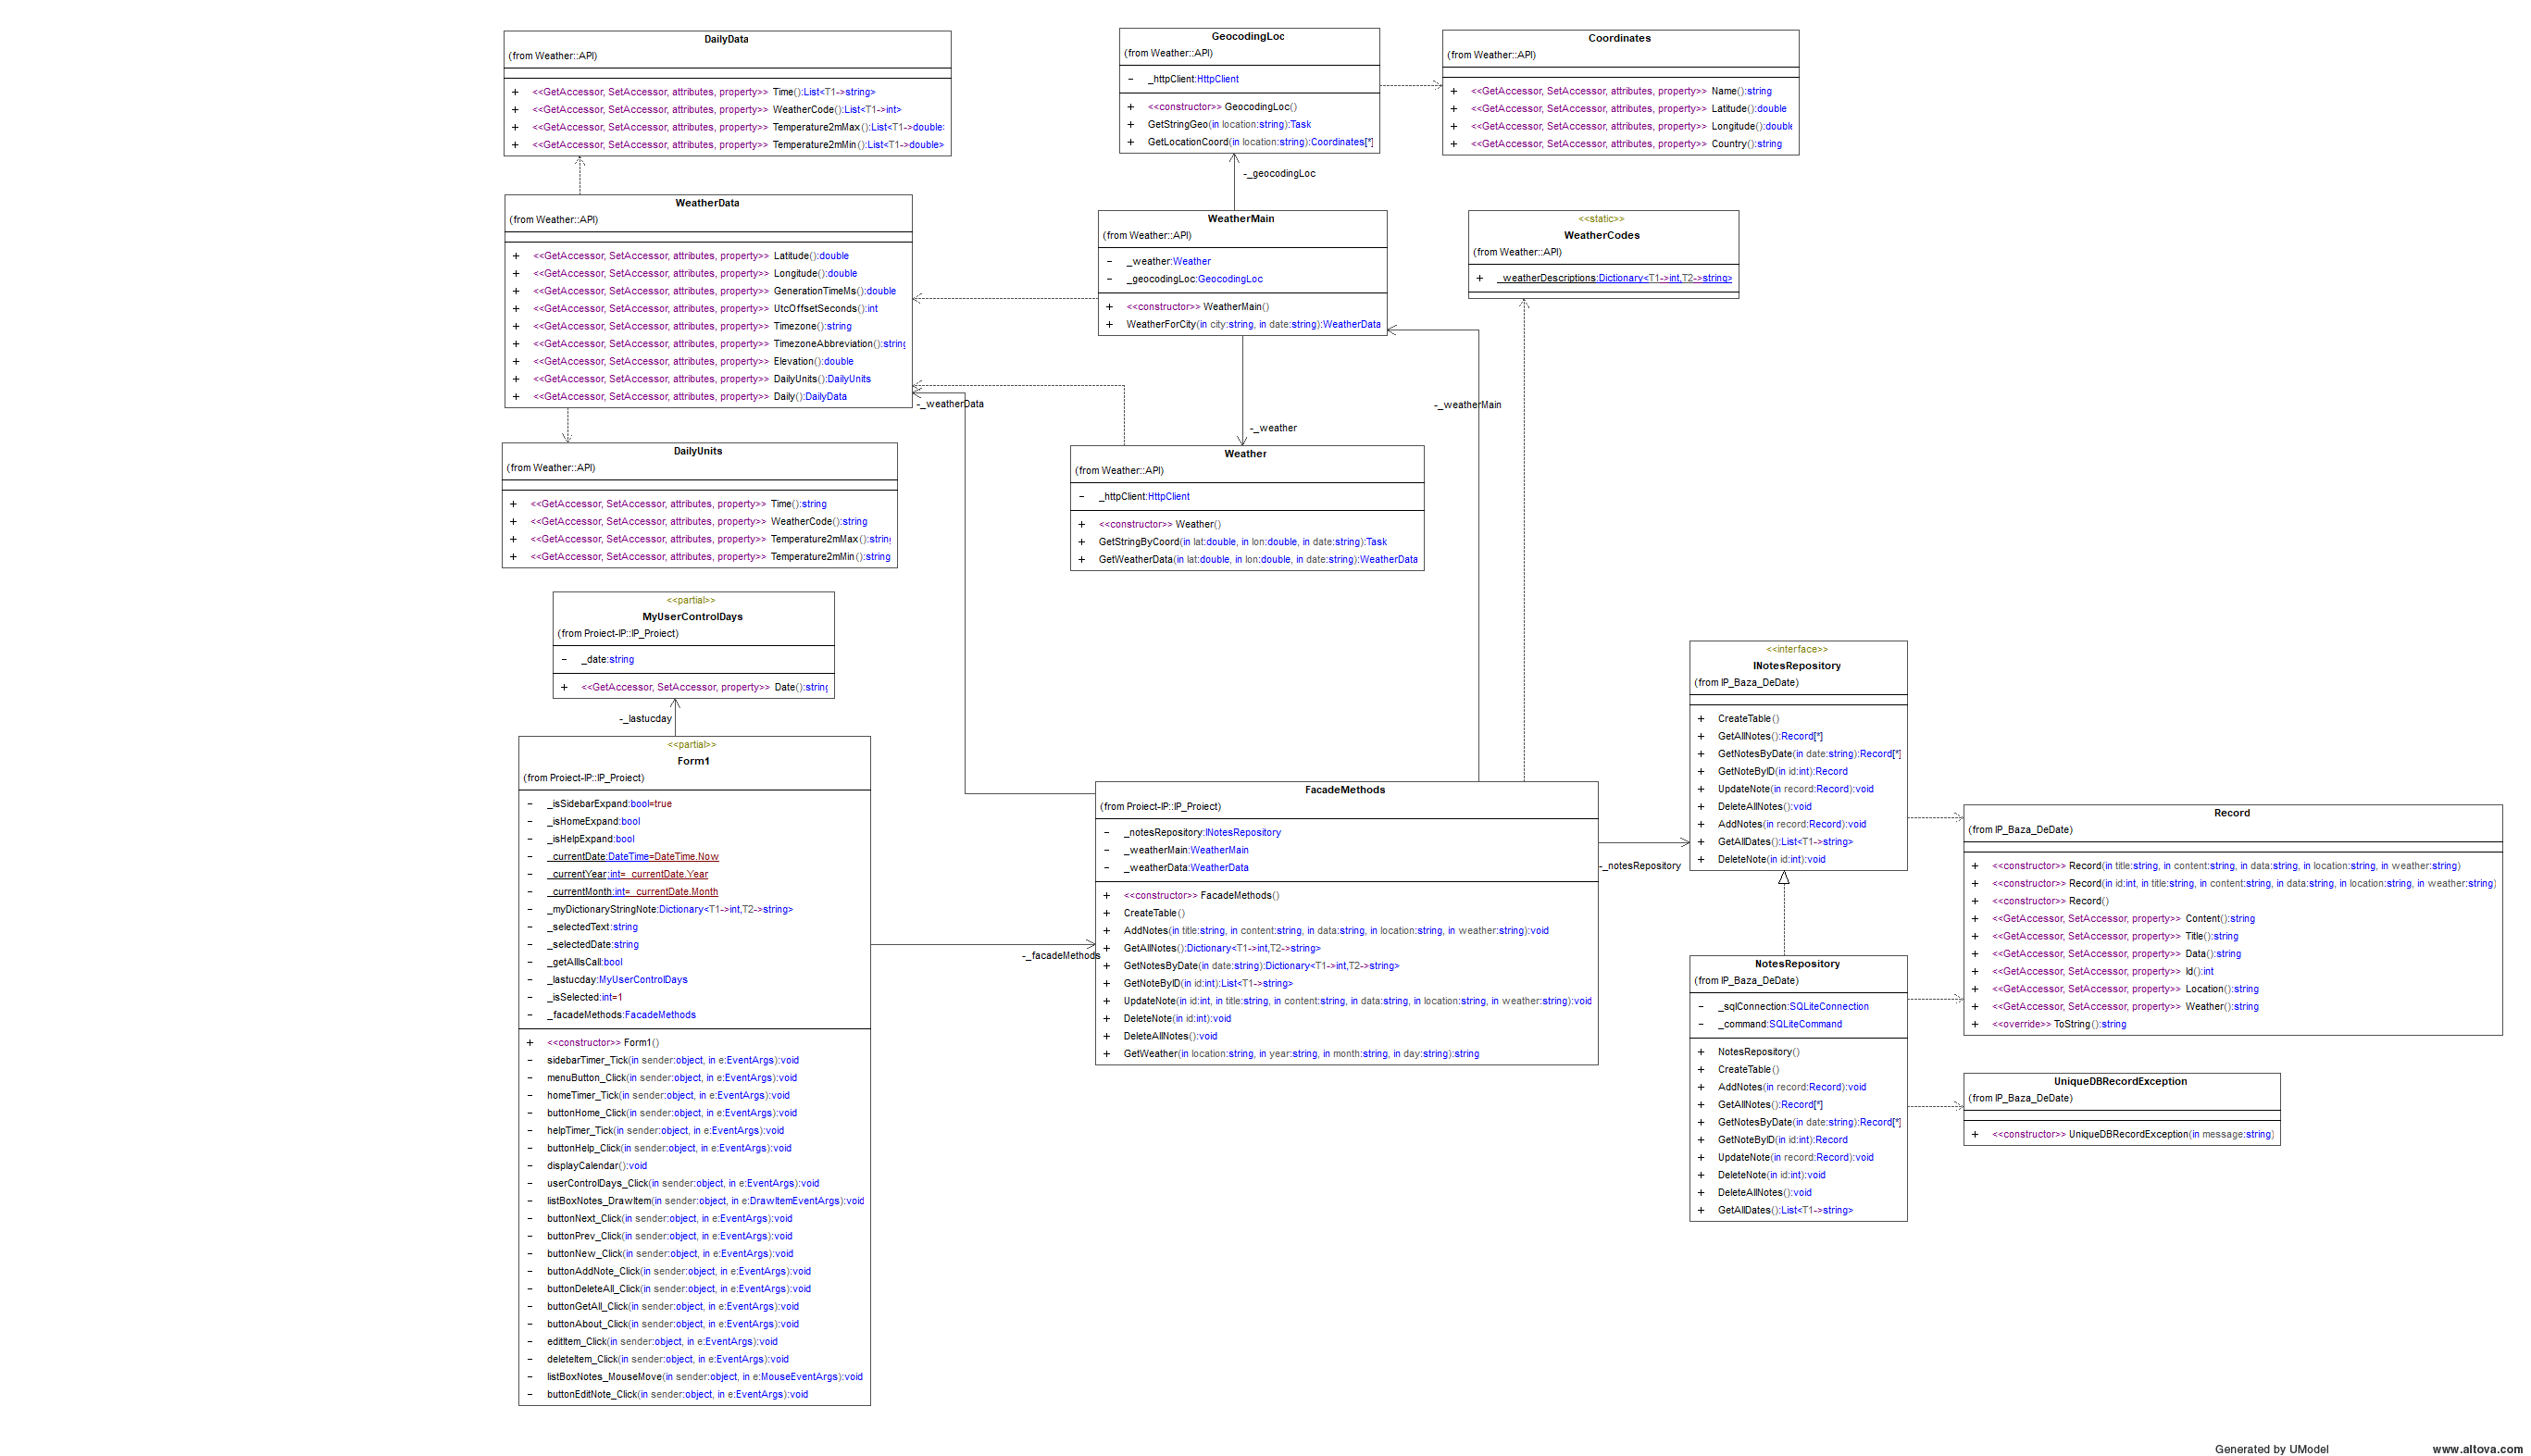 DailyData
(from Weather::API)
+ <<GetAccessor, SetAccessor, attributes, property>> Time():List<T1->string>
+ <<GetAccessor, SetAccessor, attributes, property>> WeatherCode():List<T1->int>
+ <<GetAccessor, SetAccessor, attributes, property>> Temperature2mMax():List<T1->double>
+ <<GetAccessor, SetAccessor, attributes, property>> Temperature2mMin():List<T1->double>
GeocodingLoc
(from Weather::API)
- _httpClient:HttpClient
+ <<constructor>> GeocodingLoc()
+ GetStringGeo(in location:string):Task
+ GetLocationCoord(in location:string):Coordinates[*]
Coordinates
(from Weather::API)
+ <<GetAccessor, SetAccessor, attributes, property>> Name():string
+ <<GetAccessor, SetAccessor, attributes, property>> Latitude():double
+ <<GetAccessor, SetAccessor, attributes, property>> Longitude():double
+ <<GetAccessor, SetAccessor, attributes, property>> Country():string
-_geocodingLoc
WeatherData
(from Weather::API)
+ <<GetAccessor, SetAccessor, attributes, property>> Latitude():double
+ <<GetAccessor, SetAccessor, attributes, property>> Longitude():double
+ <<GetAccessor, SetAccessor, attributes, property>> GenerationTimeMs():double
+ <<GetAccessor, SetAccessor, attributes, property>> UtcOffsetSeconds():int
+ <<GetAccessor, SetAccessor, attributes, property>> Timezone():string
+ <<GetAccessor, SetAccessor, attributes, property>> TimezoneAbbreviation():string
+ <<GetAccessor, SetAccessor, attributes, property>> Elevation():double
+ <<GetAccessor, SetAccessor, attributes, property>> DailyUnits():DailyUnits
+ <<GetAccessor, SetAccessor, attributes, property>> Daily():DailyData
WeatherMain
(from Weather::API)
- _weather:Weather
- _geocodingLoc:GeocodingLoc
+ <<constructor>> WeatherMain()
+ WeatherForCity(in city:string, in date:string):WeatherData
<<static>>
WeatherCodes
(from Weather::API)
+ _weatherDescriptions:Dictionary<T1->int,T2->string>
-_weatherData
-_weatherMain
-_weather
DailyUnits
(from Weather::API)
+ <<GetAccessor, SetAccessor, attributes, property>> Time():string
+ <<GetAccessor, SetAccessor, attributes, property>> WeatherCode():string
+ <<GetAccessor, SetAccessor, attributes, property>> Temperature2mMax():string
+ <<GetAccessor, SetAccessor, attributes, property>> Temperature2mMin():string
Weather
(from Weather::API)
- _httpClient:HttpClient
+ <<constructor>> Weather()
+ GetStringByCoord(in lat:double, in lon:double, in date:string):Task
+ GetWeatherData(in lat:double, in lon:double, in date:string):WeatherData
<<partial>>
MyUserControlDays
(from Proiect-IP::IP_Proiect)
- _date:string
+ <<GetAccessor, SetAccessor, property>> Date():string
-_lastucday
<<partial>>
Form1
(from Proiect-IP::IP_Proiect)
- _isSidebarExpand:bool=true
- _isHomeExpand:bool
- _isHelpExpand:bool
- _currentDate:DateTime=DateTime.Now
- _currentYear:int=_currentDate.Year
- _currentMonth:int=_currentDate.Month
- _myDictionaryStringNote:Dictionary<T1->int,T2->string>
- _selectedText:string
- _selectedDate:string
- _getAllIsCall:bool
- _lastucday:MyUserControlDays
- _isSelected:int=1
- _facadeMethods:FacadeMethods
+ <<constructor>> Form1()
- sidebarTimer_Tick(in sender:object, in e:EventArgs):void
- menuButton_Click(in sender:object, in e:EventArgs):void
- homeTimer_Tick(in sender:object, in e:EventArgs):void
- buttonHome_Click(in sender:object, in e:EventArgs):void
- helpTimer_Tick(in sender:object, in e:EventArgs):void
- buttonHelp_Click(in sender:object, in e:EventArgs):void
- displayCalendar():void
- userControlDays_Click(in sender:object, in e:EventArgs):void
- listBoxNotes_DrawItem(in sender:object, in e:DrawItemEventArgs):void
- buttonNext_Click(in sender:object, in e:EventArgs):void
- buttonPrev_Click(in sender:object, in e:EventArgs):void
- buttonNew_Click(in sender:object, in e:EventArgs):void
- buttonAddNote_Click(in sender:object, in e:EventArgs):void
- buttonDeleteAll_Click(in sender:object, in e:EventArgs):void
- buttonGetAll_Click(in sender:object, in e:EventArgs):void
- buttonAbout_Click(in sender:object, in e:EventArgs):void
- editItem_Click(in sender:object, in e:EventArgs):void
- deleteItem_Click(in sender:object, in e:EventArgs):void
- listBoxNotes_MouseMove(in sender:object, in e:MouseEventArgs):void
- buttonEditNote_Click(in sender:object, in e:EventArgs):void
-_facadeMethods
FacadeMethods
(from Proiect-IP::IP_Proiect)
- _notesRepository:INotesRepository
- _weatherMain:WeatherMain
- _weatherData:WeatherData
+ <<constructor>> FacadeMethods()
+ CreateTable()
+ AddNotes(in title:string, in content:string, in data:string, in location:string, in weather:string):void
+ GetAllNotes():Dictionary<T1->int,T2->string>
+ GetNotesByDate(in date:string):Dictionary<T1->int,T2->string>
+ GetNoteByID(in id:int):List<T1->string>
+ UpdateNote(in id:int, in title:string, in content:string, in data:string, in location:string, in weather:string):void
+ DeleteNote(in id:int):void
+ DeleteAllNotes():void
+ GetWeather(in location:string, in year:string, in month:string, in day:string):string
-_notesRepository
<<interface>>
INotesRepository
(from IP_Baza_DeDate)
+ CreateTable()
+ GetAllNotes():Record[*]
+ GetNotesByDate(in date:string):Record[*]
+ GetNoteByID(in id:int):Record
+ UpdateNote(in record:Record):void
+ DeleteAllNotes():void
+ AddNotes(in record:Record):void
+ GetAllDates():List<T1->string>
+ DeleteNote(in id:int):void
Record
(from IP_Baza_DeDate)
+ <<constructor>> Record(in title:string, in content:string, in data:string, in location:string, in weather:string)
+ <<constructor>> Record(in id:int, in title:string, in content:string, in data:string, in location:string, in weather:string)
+ <<constructor>> Record()
+ <<GetAccessor, SetAccessor, property>> Content():string
+ <<GetAccessor, SetAccessor, property>> Title():string
+ <<GetAccessor, SetAccessor, property>> Data():string
+ <<GetAccessor, SetAccessor, property>> Id():int
+ <<GetAccessor, SetAccessor, property>> Location():string
+ <<GetAccessor, SetAccessor, property>> Weather():string
+ <<override>> ToString():string
NotesRepository
(from IP_Baza_DeDate)
- _sqlConnection:SQLiteConnection
- _command:SQLiteCommand
+ NotesRepository()
+ CreateTable()
+ AddNotes(in record:Record):void
+ GetAllNotes():Record[*]
+ GetNotesByDate(in date:string):Record[*]
+ GetNoteByID(in id:int):Record
+ UpdateNote(in record:Record):void
+ DeleteNote(in id:int):void
+ DeleteAllNotes():void
+ GetAllDates():List<T1->string>
UniqueDBRecordException
(from IP_Baza_DeDate)
+ <<constructor>> UniqueDBRecordException(in message:string)
Generated by UModel www.altova.com